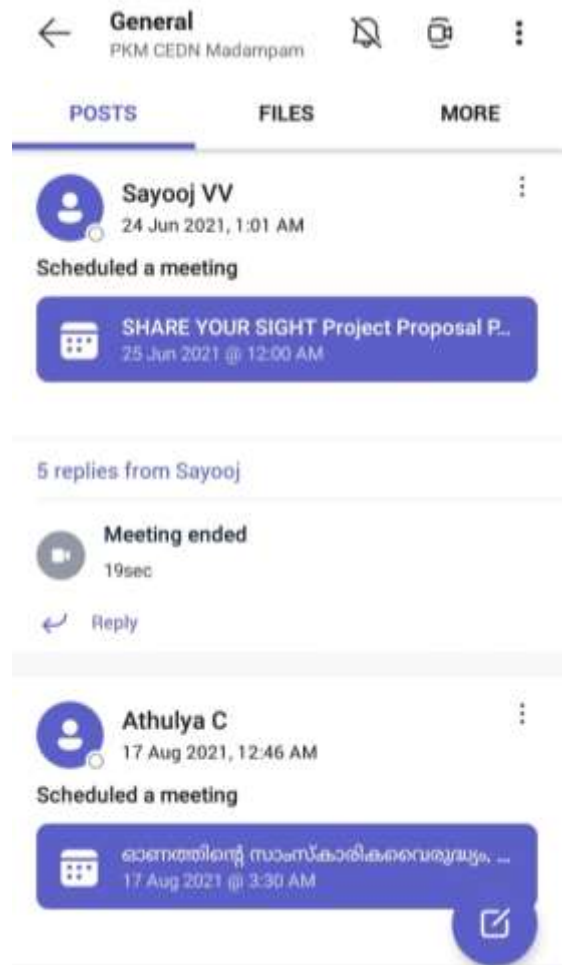 General
PKM CEDN Madampam
POSTS FILES MORE
Sayooj VV
24 Jun 2021, 1:01 AM
Scheduled a meeting
SHARE YOUR SIGHT Project Proposal P...
25 Jun 2021 @ 12:00 AM
5 replies from Sayooj
Meeting ended
19sec
Reply
Athulya C
17 Aug 2021, 12:46 AM
Scheduled a meeting
ഓണത്തിന്റെ സാംസ്കാരികവൈരുദ്ധ്യം, ...
17 Aug 2021 @ 3:30 AM